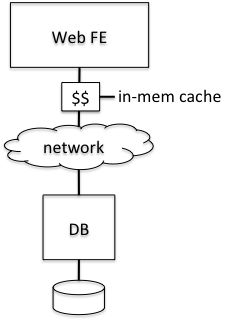 Web FE
$$
in-mem cache
network
DB